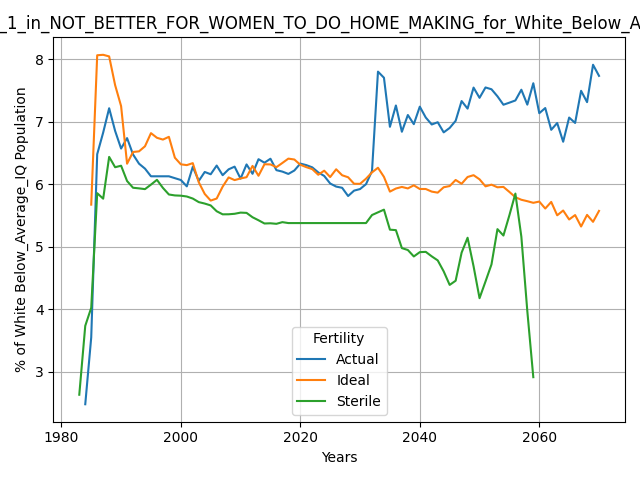 _1_in_NOT_BETTER_FOR_WOMEN_TO_DO_HOME_MAKING_for_White_Below_A
% of White Below_Average_IQ Population
8
7
6
5
4
3
Fertility
Actual
Ideal
Sterile
1980 2000 2020 2040 2060
Years